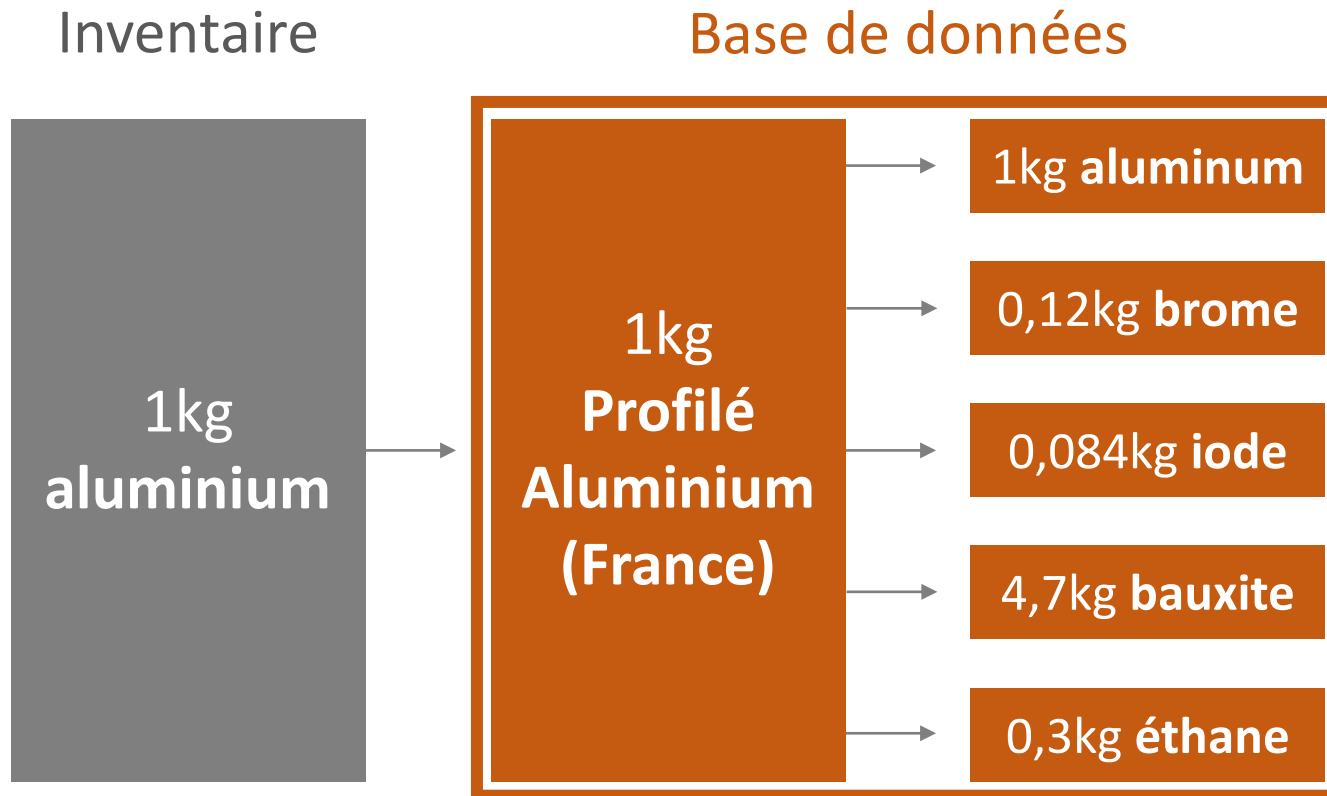 Inventaire
Base de données
1kg
aluminium
1kg
Profilé
Aluminium
(France)
1kg aluminum
0,12kg brome
0,084kg iode
4,7kg bauxite
0,3kg éthane